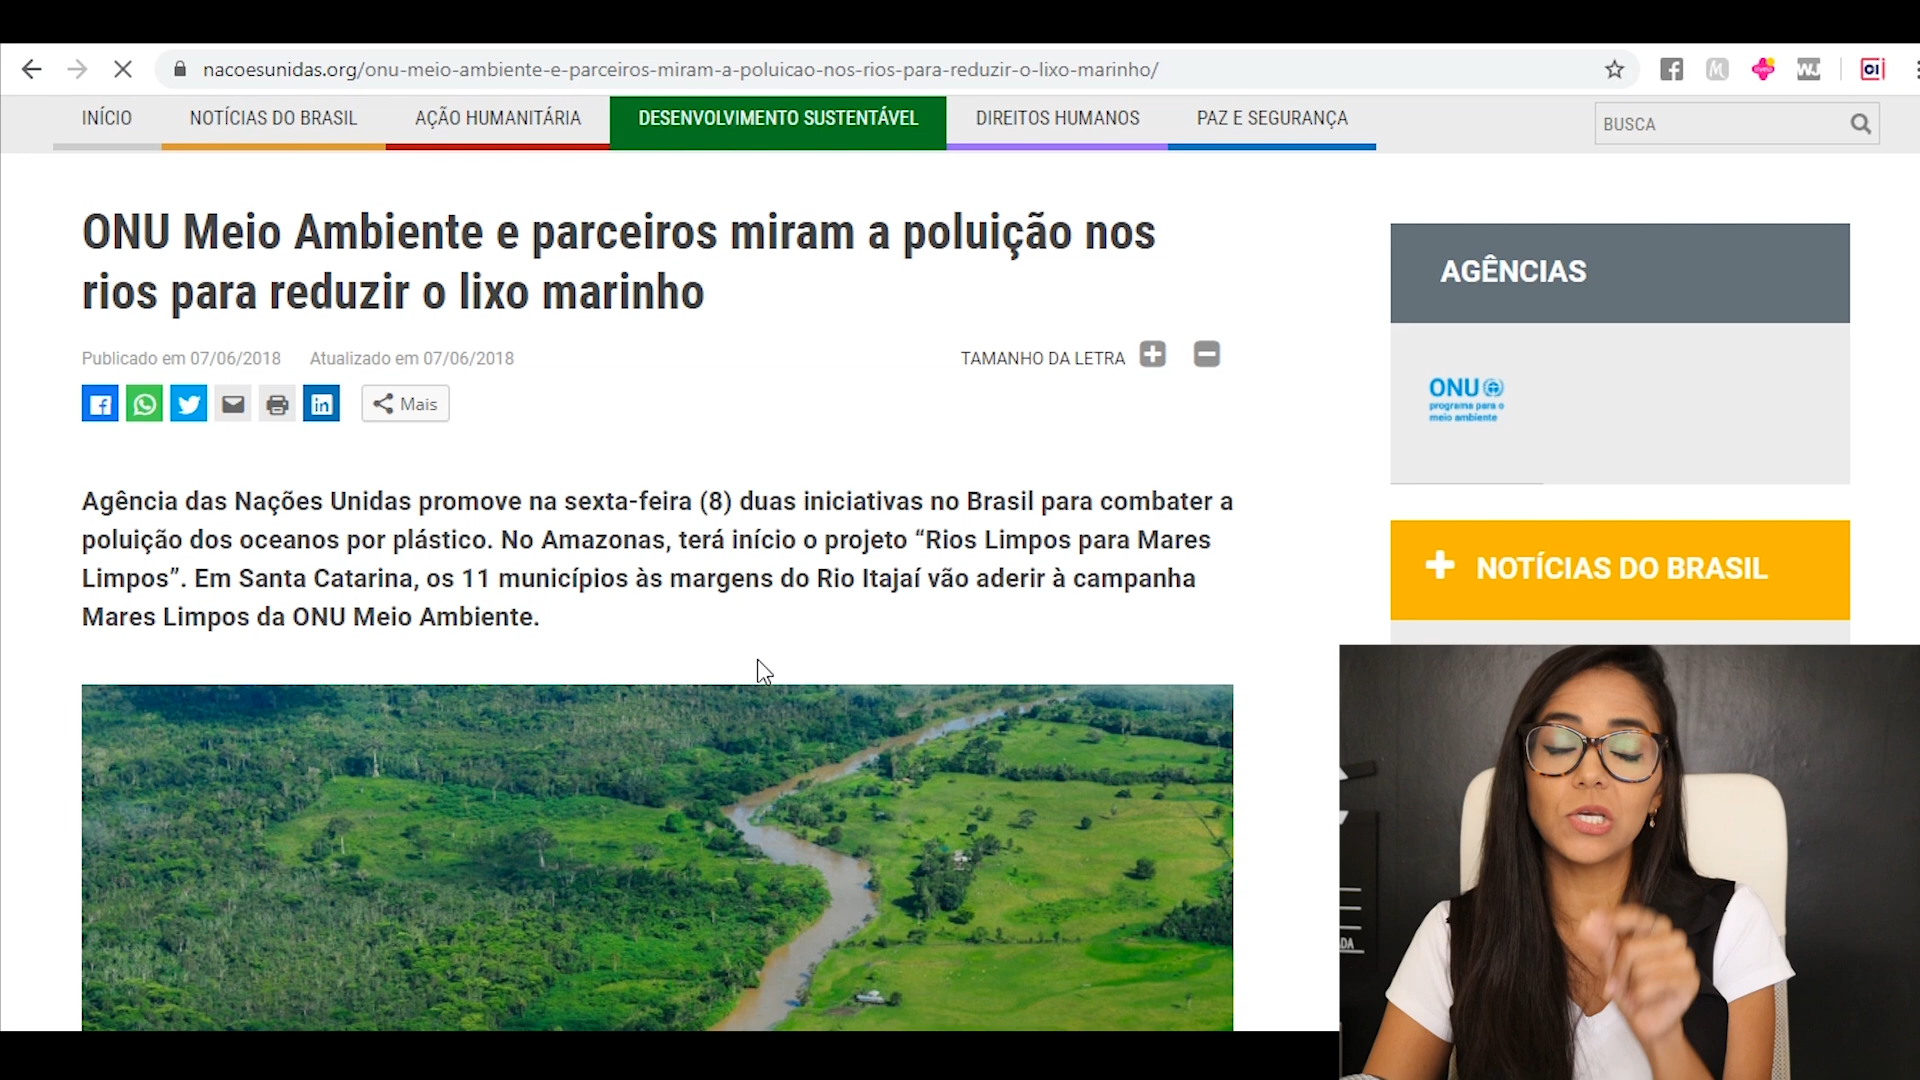 nacoesunidas.org/onu-meio-ambiente-e-parceiros-miram-a-poluicao-nos-rios-para-reduzir-o-lixo-marinho/
INÍCIO NOTÍCIAS DO BRASIL AÇÃO HUMANITÁRIA DESENVOLVIMENTO SUSTENTÁVEL DIREITOS HUMANOS PAZ E SEGURANÇA BUSCA
ONU Meio Ambiente e parceiros miram a poluição nos
rios para reduzir o lixo marinho
Publicado em 07/06/2018 Atualizado em 07/06/2018 TAMANHO DA LETRA
Mais
Agência das Nações Unidas promove na sexta-feira (8) duas iniciativas no Brasil para combater a
poluição dos oceanos por plástico. No Amazonas, terá início o projeto “Rios Limpos para Mares
Limpos”. Em Santa Catarina, os 11 municípios às margens do Rio Itajaí vão aderir à campanha
Mares Limpos da ONU Meio Ambiente.
AGÊNCIAS
ONU
programa para o
meio ambiente
NOTÍCIAS DO BRASIL